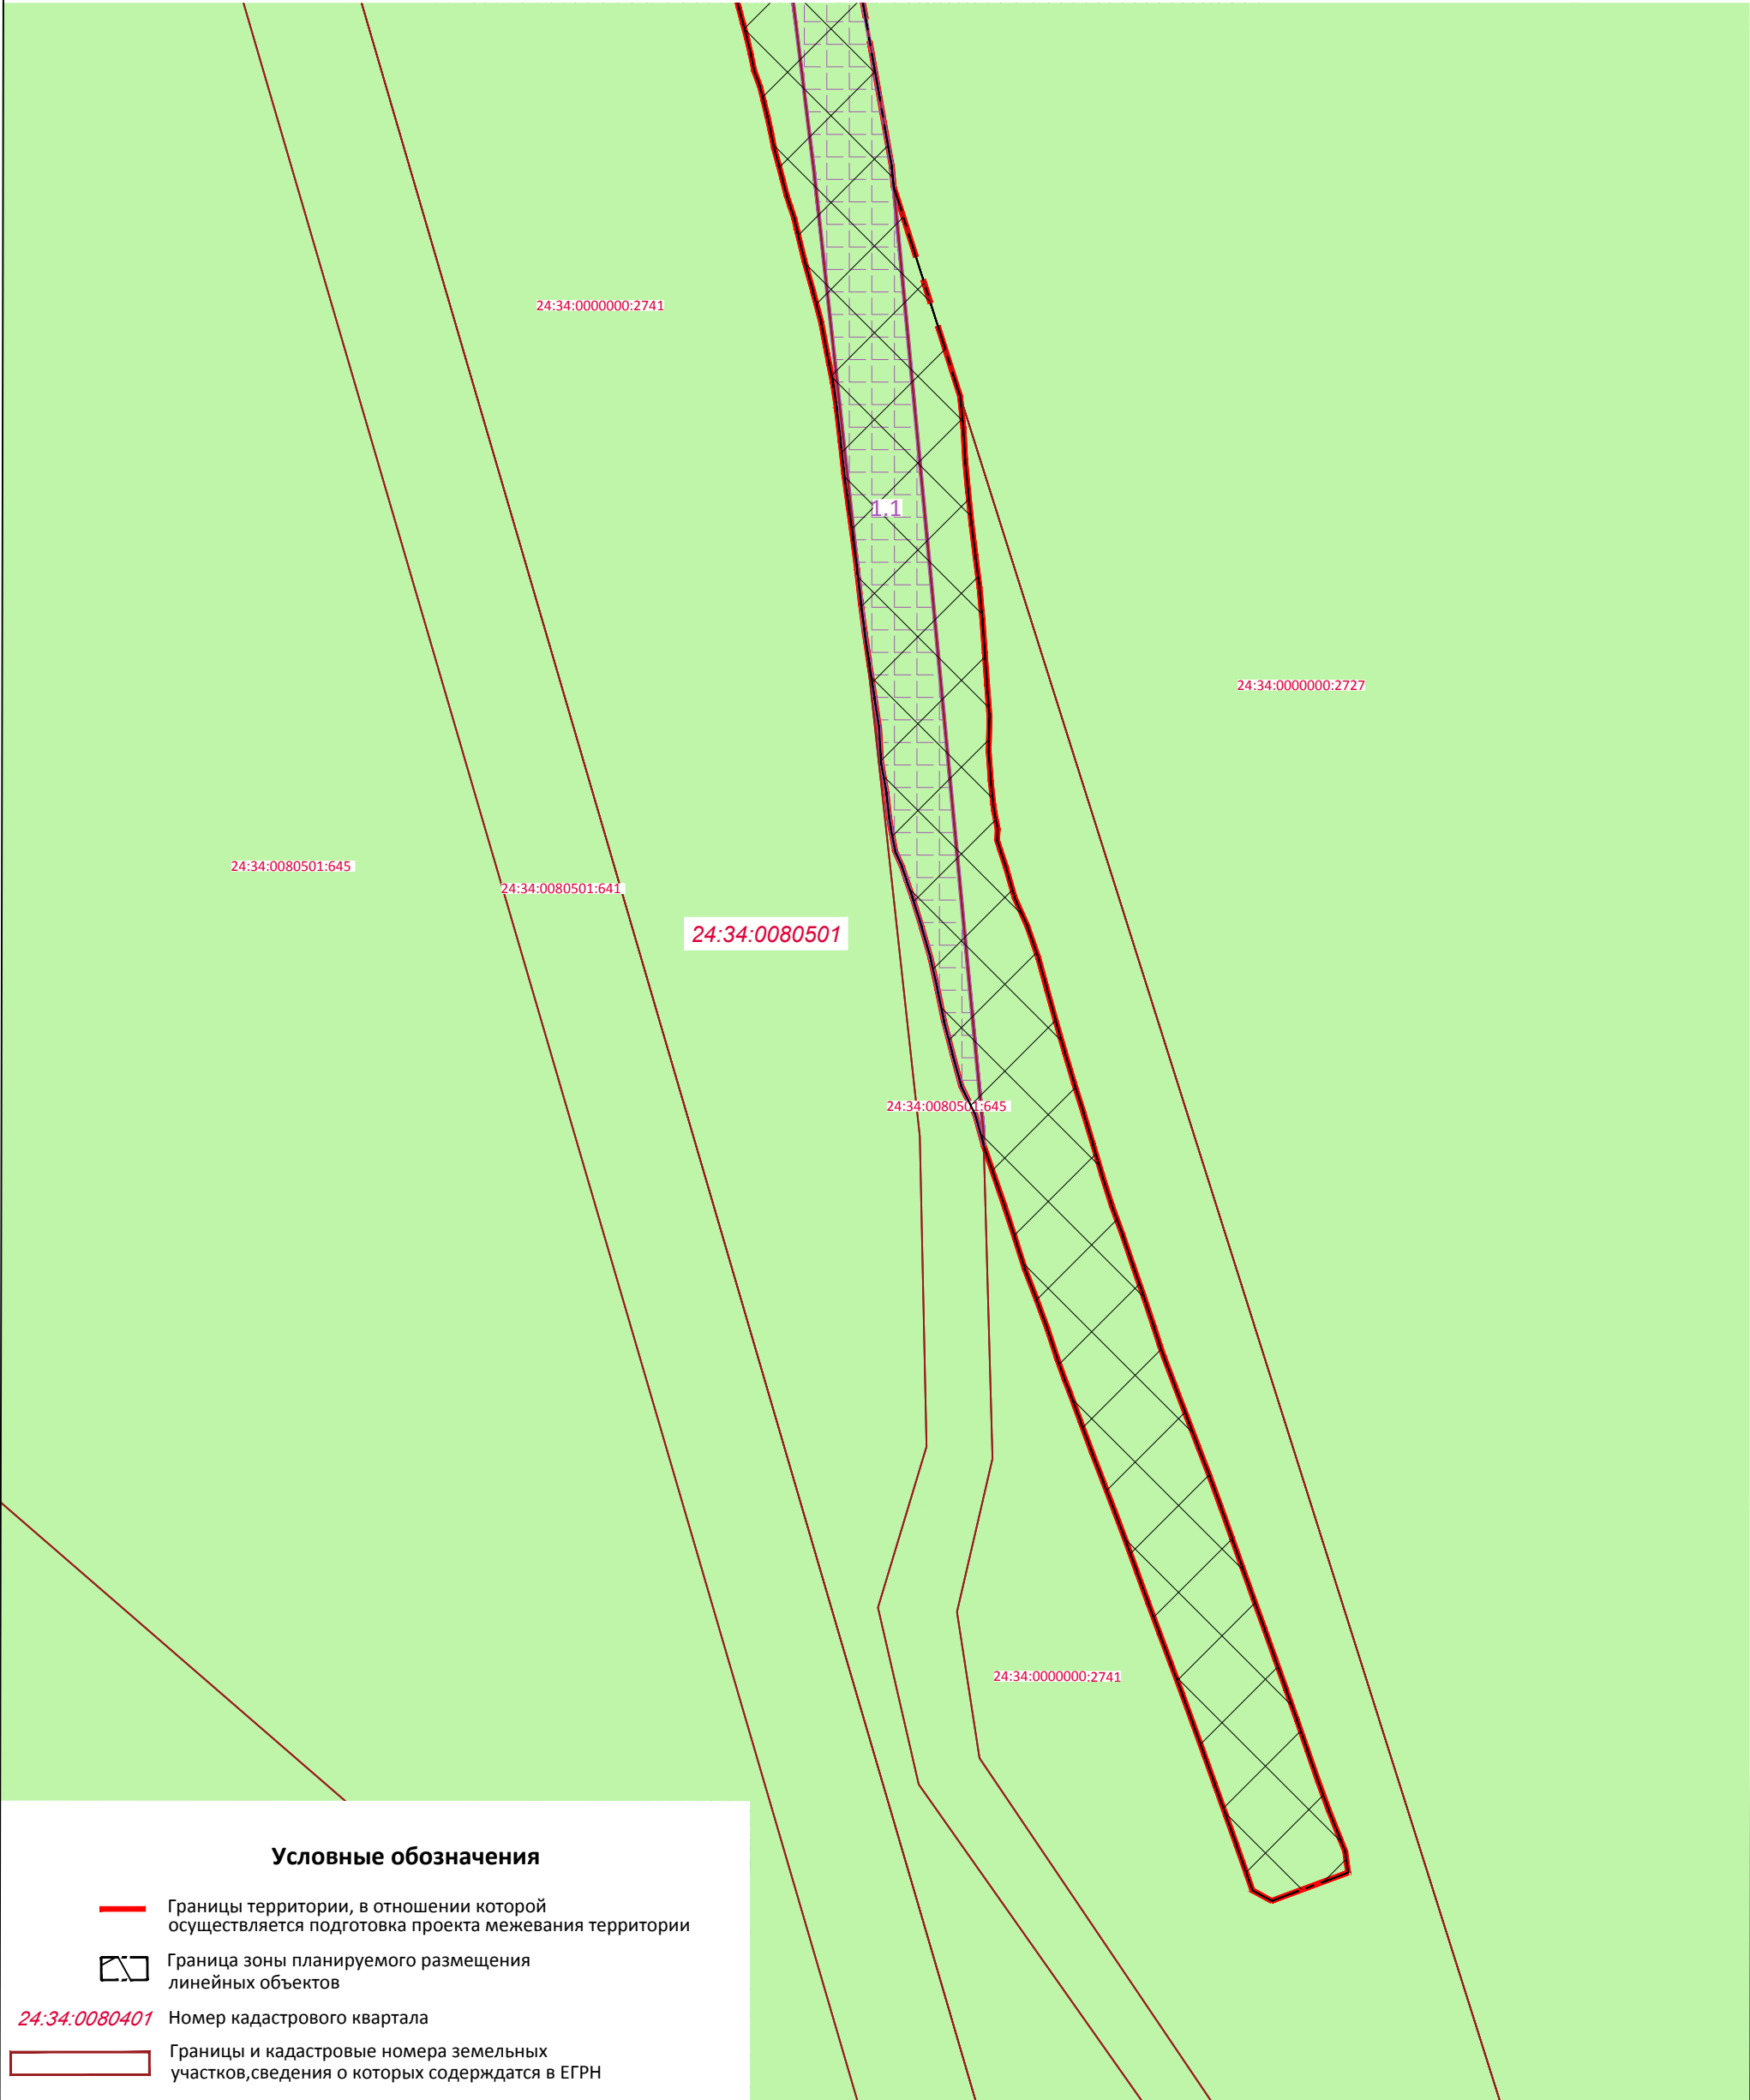 24:34:0000000:2741
1.1
24:34:0000000:2727
24:34:0080501:645
24:34:0080501:641
24:34:0080501
24:34:0080501:645
24:34:0000000:2741
Условные обозначения
Границы территории, в отношении которой
осуществляется подготовка проекта межевания территории
Граница зоны планируемого размещения
линейных объектов
24:34:0080401 Номер кадастрового квартала
Границы и кадастровые номера земельных
участков,сведения о которых содерждатся в ЕГРН